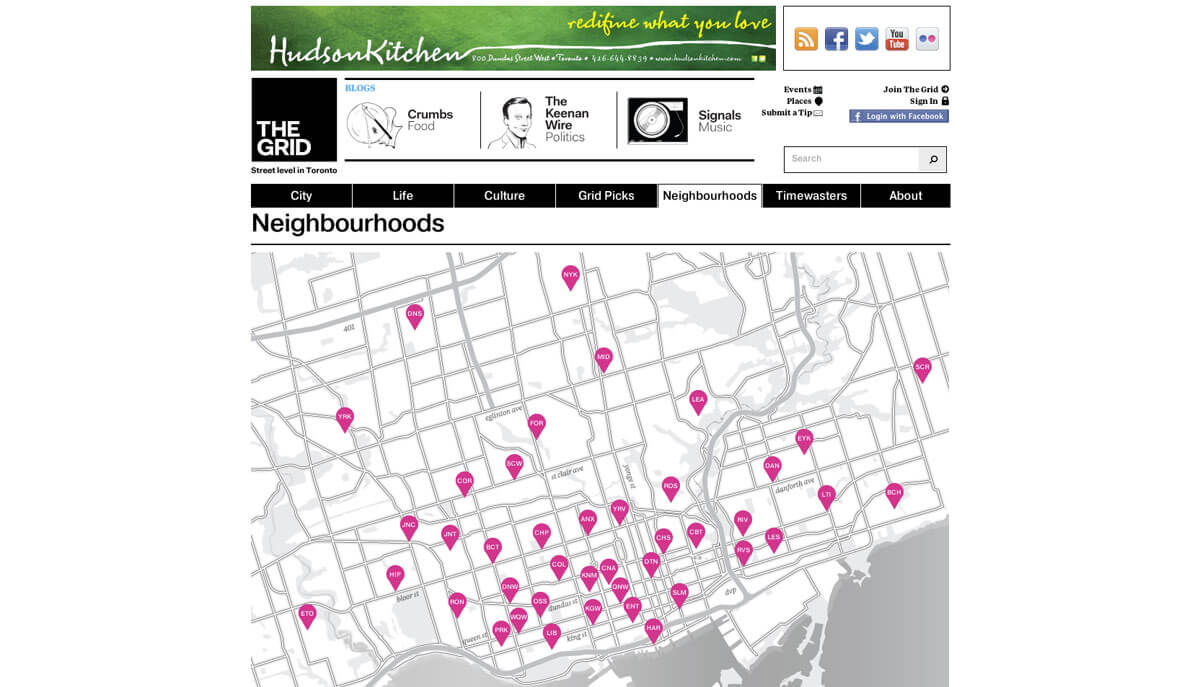 redifine what you love
HudsonKitchen
800 Dundas Street West • Toronto • 416.644.8839 • www.hudsonkitchen.com
You
Tube
THE
GRID
Street level in Toronto
BLOGS
Crumbs
Food
The
Keenan
Wire
Politics
Signals
Music
Events
Places
Submit a Tip
Join The Grid
Sign In
f Login with Facebook
Search
City Life Culture Grid Picks Neighbourhoods Timewasters About
Neighbourhoods
NYK
DNS
401
MID
SCR
LEA
eglinton ave
YRK
FOR
EYK
SCW
st clair ave
yonge st
DAN
COR
ROS
danforth ave
LTI
BCH
YRV
ANX
RIV
JNC
JNT
CHP
CHS
CBT
LES
BCT
RVS
COL
CNA
DTN
HIP
KNM
DNW
QNW
SLM
dvp
bloor st
RON
OSS
dundas st
KGW
ENT
ETO
WQW
PRK
LIB
HAR
queen st
king st